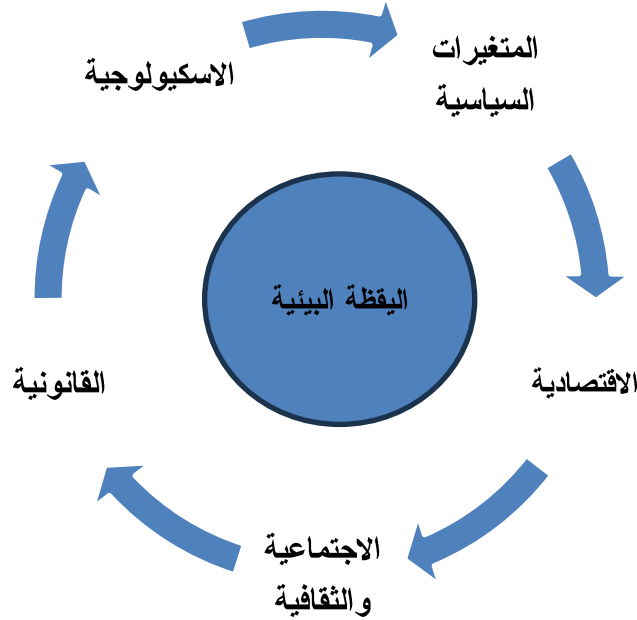 المتغيرات
السياسية
الاقتصادية
الاجتماعية
والثقافية
القانونية
الاسكيولوجية
اليقظة البيئية